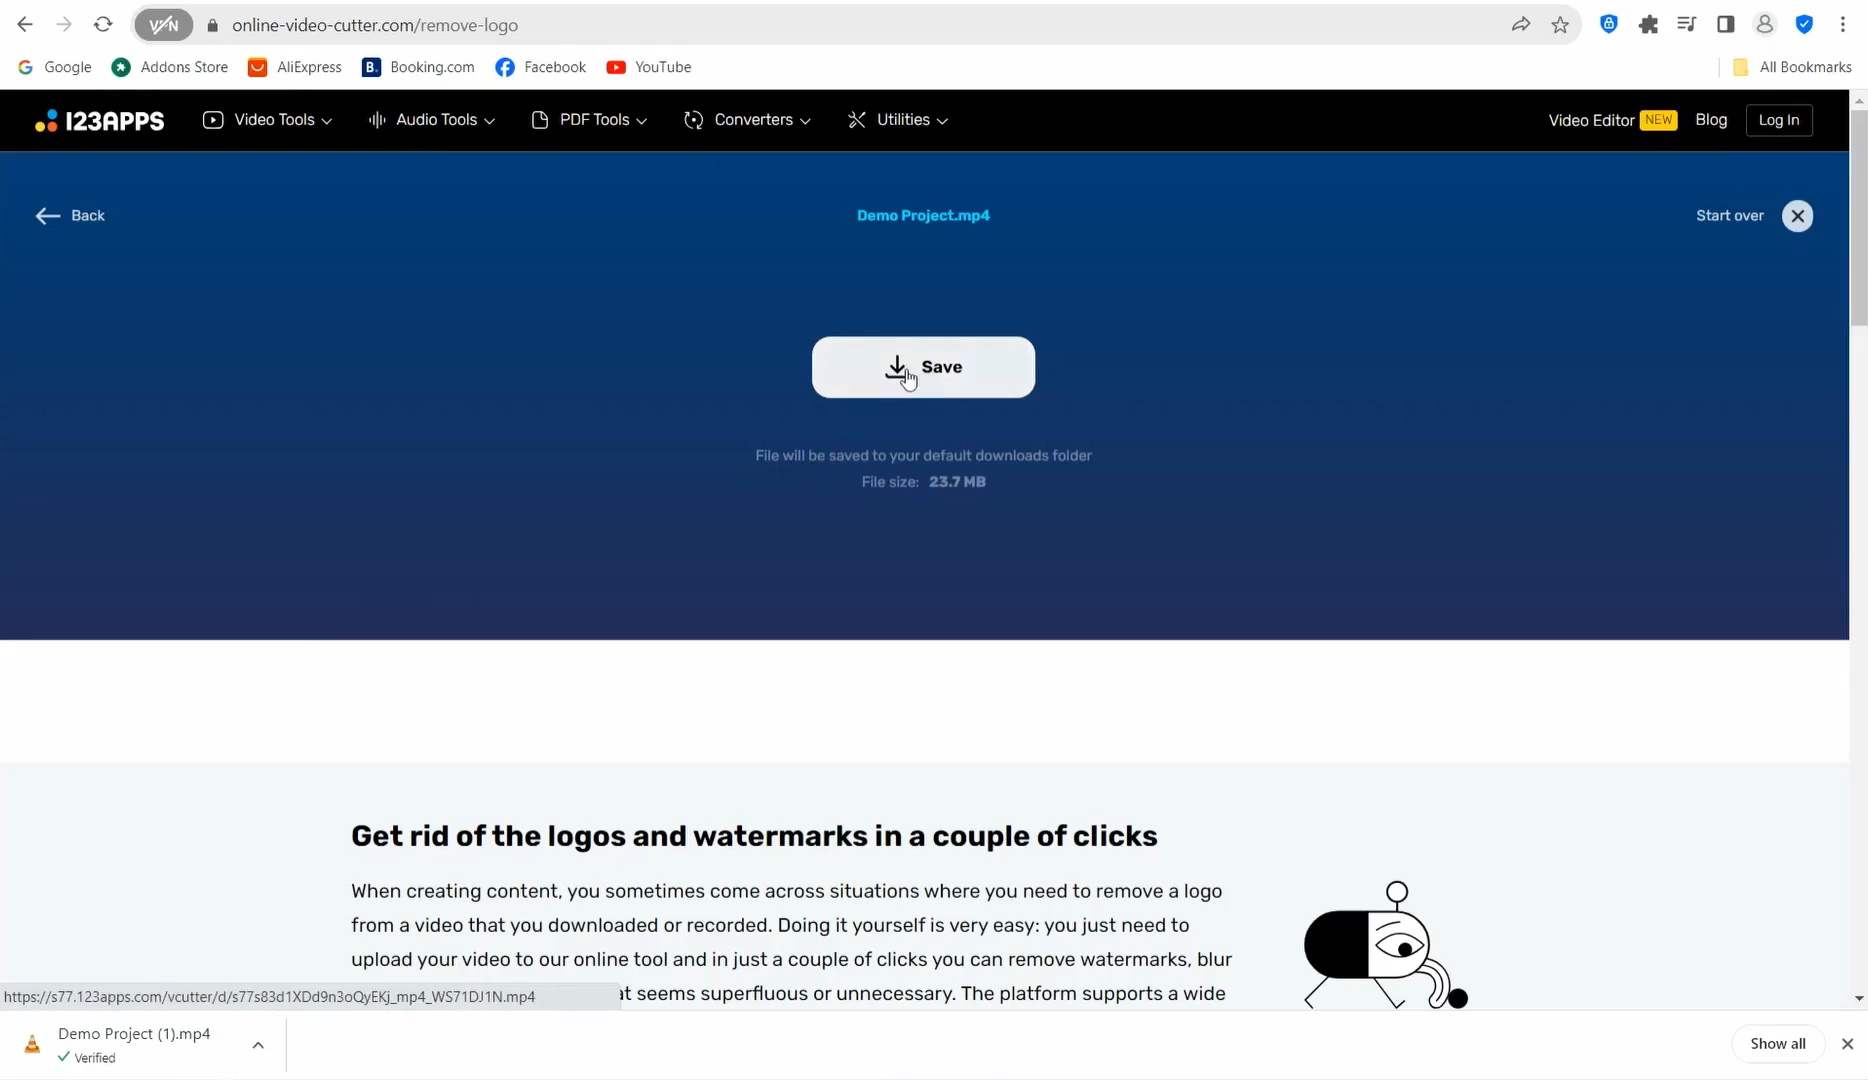 VPN online-video-cutter.com/remove-logo
Google Addons Store AliExpress B. Booking.com Facebook YouTube All Bookmarks
123APPS Video Tools Audio Tools PDF Tools Converters Utilities Video Editor NEW Blog Log In
Back Demo Project.mp4 Start over
Save
File will be saved to your default downloads folder
File size: 23.7 MB
Get rid of the logos and watermarks in a couple of clicks
When creating content, you sometimes come across situations where you need to remove a logo
from a video that you downloaded or recorded. Doing it yourself is very easy: you just need to
upload your video to our online tool and in just a couple of clicks you can remove watermarks, blur
https://s77.123apps.com/vcutter/d/s77s83d1XDd9n3oQyEKj_mp4_WS71DJ1N.mp4 t seems superfluous or unnecessary. The platform supports a wide
Demo Project (1).mp4
Verified
Show all